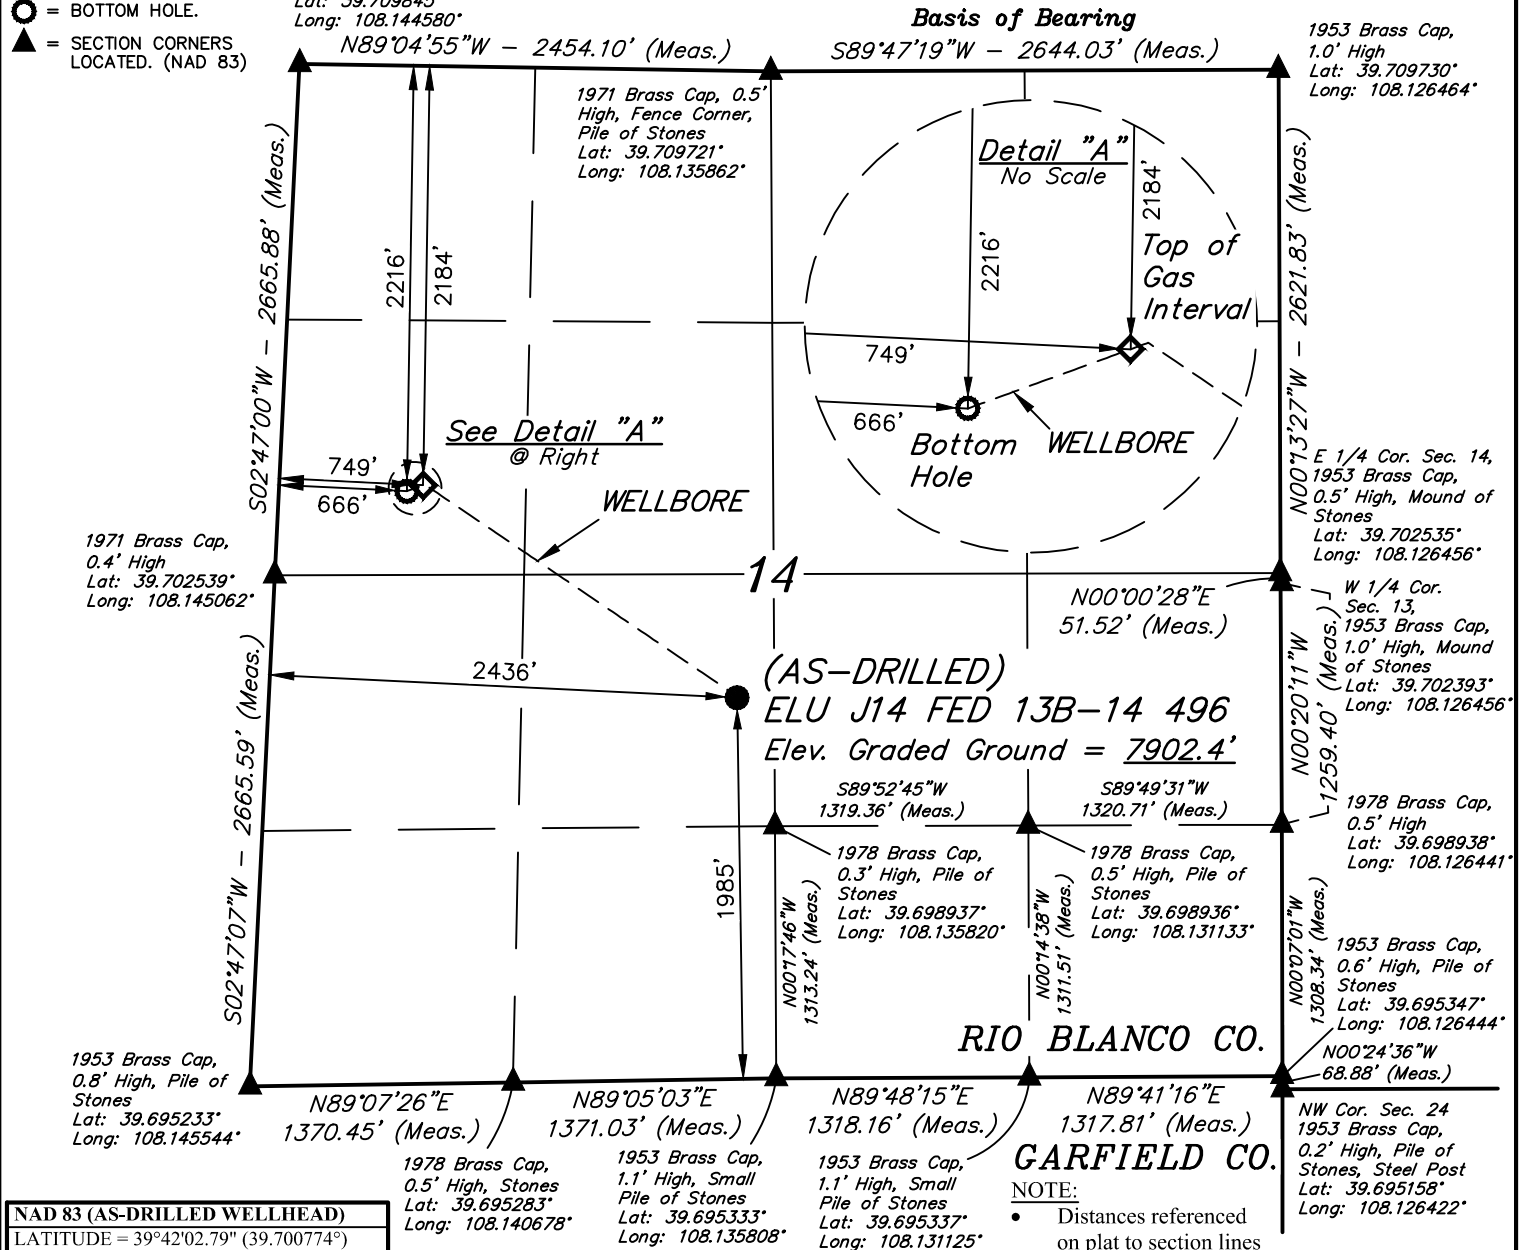 = BOTTOM HOLE.
= SECTION CORNERS
LOCATED. (NAD 83)
Lat: 39.709845°
Long: 108.144580°
N89°04'55"W - 2454.10' (Meas.)
Basis of Bearing
S89°47'19"W - 2644.03' (Meas.)
1953 Brass Cap,
1.0' High
Lat: 39.709730°
Long: 108.126464°
1971 Brass Cap, 0.5'
High, Fence Corner,
Pile of Stones
Lat: 39.709721°
Long: 108.135862°
S02°47'00"W - 2665.88' (Meas.)
2216'
2184'
Detail "A"
No Scale
2184'
2216'
Top of
Gas
Interval
749'
666'
Bottom
Hole
WELLBORE
N00°13'27"W - 2621.83' (Meas.)
See Detail "A"
@ Right
749'
666'
WELLBORE
E 1/4 Cor. Sec. 14,
1953 Brass Cap,
0.5' High, Mound of
Stones
Lat: 39.702535°
Long: 108.126456°
1971 Brass Cap,
0.4' High
Lat: 39.702539°
Long: 108.145062°
14
N00°00'28"E
51.52' (Meas.)
W 1/4 Cor.
Sec. 13,
1953 Brass Cap,
1.0' High, Mound
of Stones
Lat: 39.702393°
Long: 108.126456°
N00°20'11"W
1259.40' (Meas.)
S02°47'07"W - 2665.59' (Meas.)
2436'
(AS-DRILLED)
ELU J14 FED 13B-14 496
Elev. Graded Ground = 7902.4'
S89°52'45"W
1319.36' (Meas.)
S89°49'31"W
1320.71' (Meas.)
1978 Brass Cap,
0.5' High
Lat: 39.698938°
Long: 108.126441°
1985'
1978 Brass Cap,
0.3' High, Pile of
Stones
Lat: 39.698937°
Long: 108.135820°
1978 Brass Cap,
0.5' High, Pile of
Stones
Lat: 39.698936°
Long: 108.131133°
N00°17'46"W
1313.24' (Meas.)
N00°14'38"W
1311.51' (Meas.)
N00°07'01"W
1308.34' (Meas.)
1953 Brass Cap,
0.6' High, Pile of
Stones
Lat: 39.695347°
Long: 108.126444°
RIO BLANCO CO.
N00°24'36"W
68.88' (Meas.)
1953 Brass Cap,
0.8' High, Pile of
Stones
Lat: 39.695233°
Long: 108.145544°
N89°07'26"E
1370.45' (Meas.)
N89°05'03"E
1371.03' (Meas.)
N89°48'15"E
1318.16' (Meas.)
N89°41'16"E
1317.81' (Meas.)
NW Cor. Sec. 24
1953 Brass Cap,
0.2' High, Pile of
Stones, Steel Post
Lat: 39.695158°
Long: 108.126422°
1978 Brass Cap,
0.5' High, Stones
Lat: 39.695283°
Long: 108.140678°
1953 Brass Cap,
1.1' High, Small
Pile of Stones
Lat: 39.695333°
Long: 108.135808°
1953 Brass Cap,
1.1' High, Small
Pile of Stones
Lat: 39.695337°
Long: 108.131125°
GARFIELD CO.
NOTE:
• Distances referenced
on plat to section lines
NAD 83 (AS-DRILLED WELLHEAD)
LATITUDE = 39°42'02.79" (39.700774°)